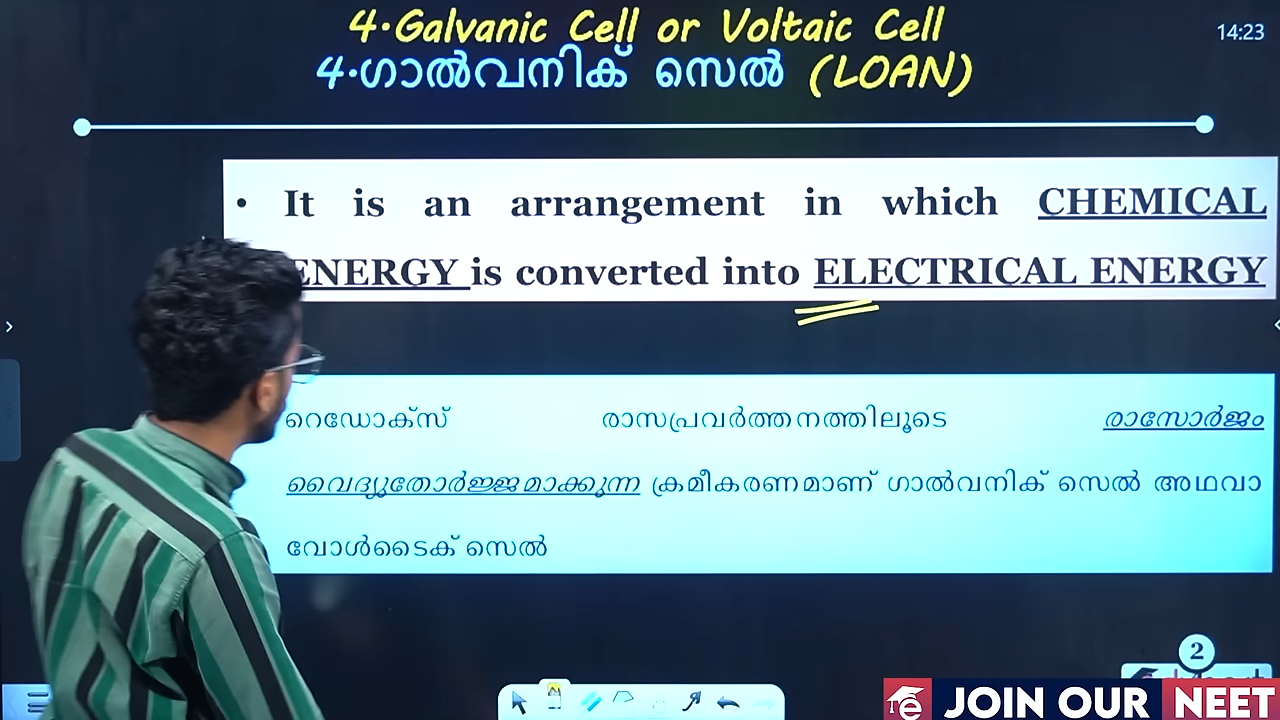 4·Galvanic Cell or Voltaic Cell
4·ഗാൽവനിക് സെൽ (LOAN)
14:23
• It is an arrangement in which CHEMICAL
ENERGY is converted into ELECTRICAL ENERGY
റെഡോക്സ് രാസപ്രവർത്തനത്തിലൂടെ രാസോർജം
വൈദ്യുതോർജ്ജമാക്കുന്ന ക്രമീകരണമാണ് ഗാൽവനിക് സെൽ അഥവാ
വോൾടൈക് സെൽ
2
JOIN OUR NEET